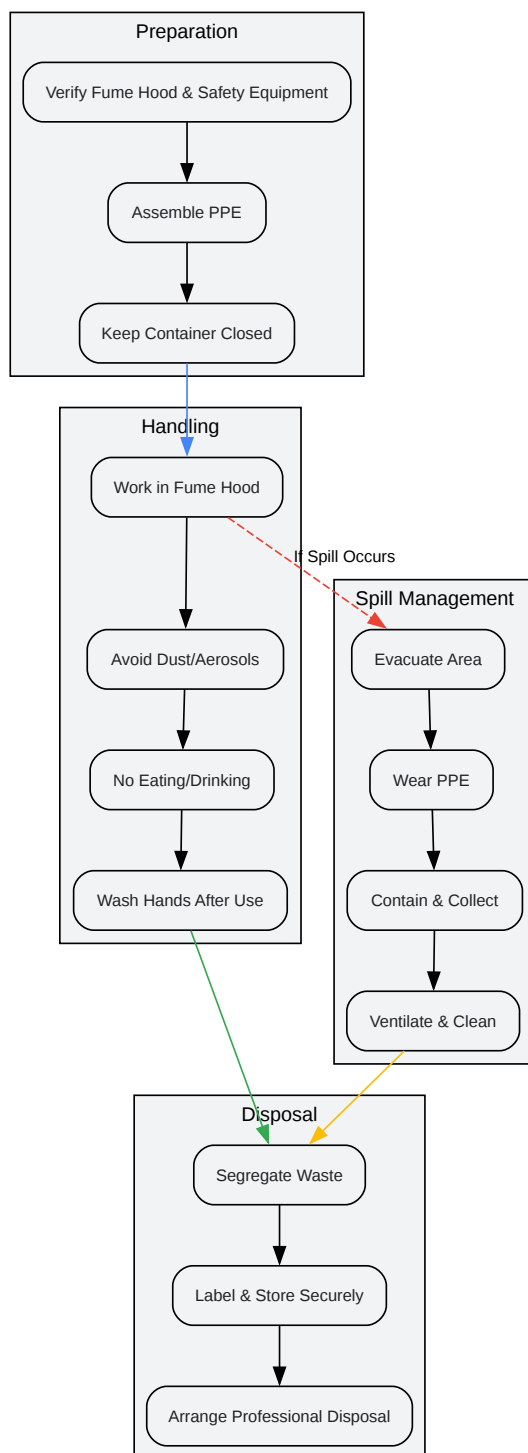 Preparation
Verify Fume Hood & Safety Equipment
Assemble PPE
Keep Container Closed
Handling
Work in Fume Hood
If Spill Occurs
Avoid Dust/Aerosols
No Eating/Drinking
Wash Hands After Use
Spill Management
Evacuate Area
Wear PPE
Contain & Collect
Ventilate & Clean
Disposal
Segregate Waste
Label & Store Securely
Arrange Professional Disposal